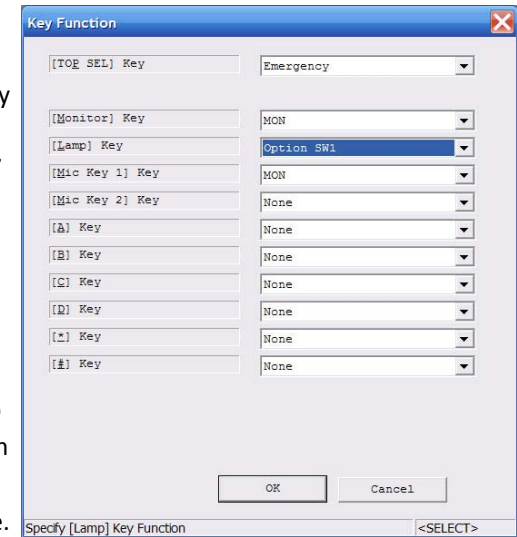 Key Function
[TOP SEL] Key Emergency
y
[Monitor] Key MON
[Lamp] Key Option SW1
[Mic Key 1] Key MON
[Mic Key 2] Key None
[A] Key None
[B] Key None
[C] Key None
[D] Key None
[*] Key None
[#] Key None
n
OK Cancel
e.
Specify [Lamp] Key Function <SELECT>